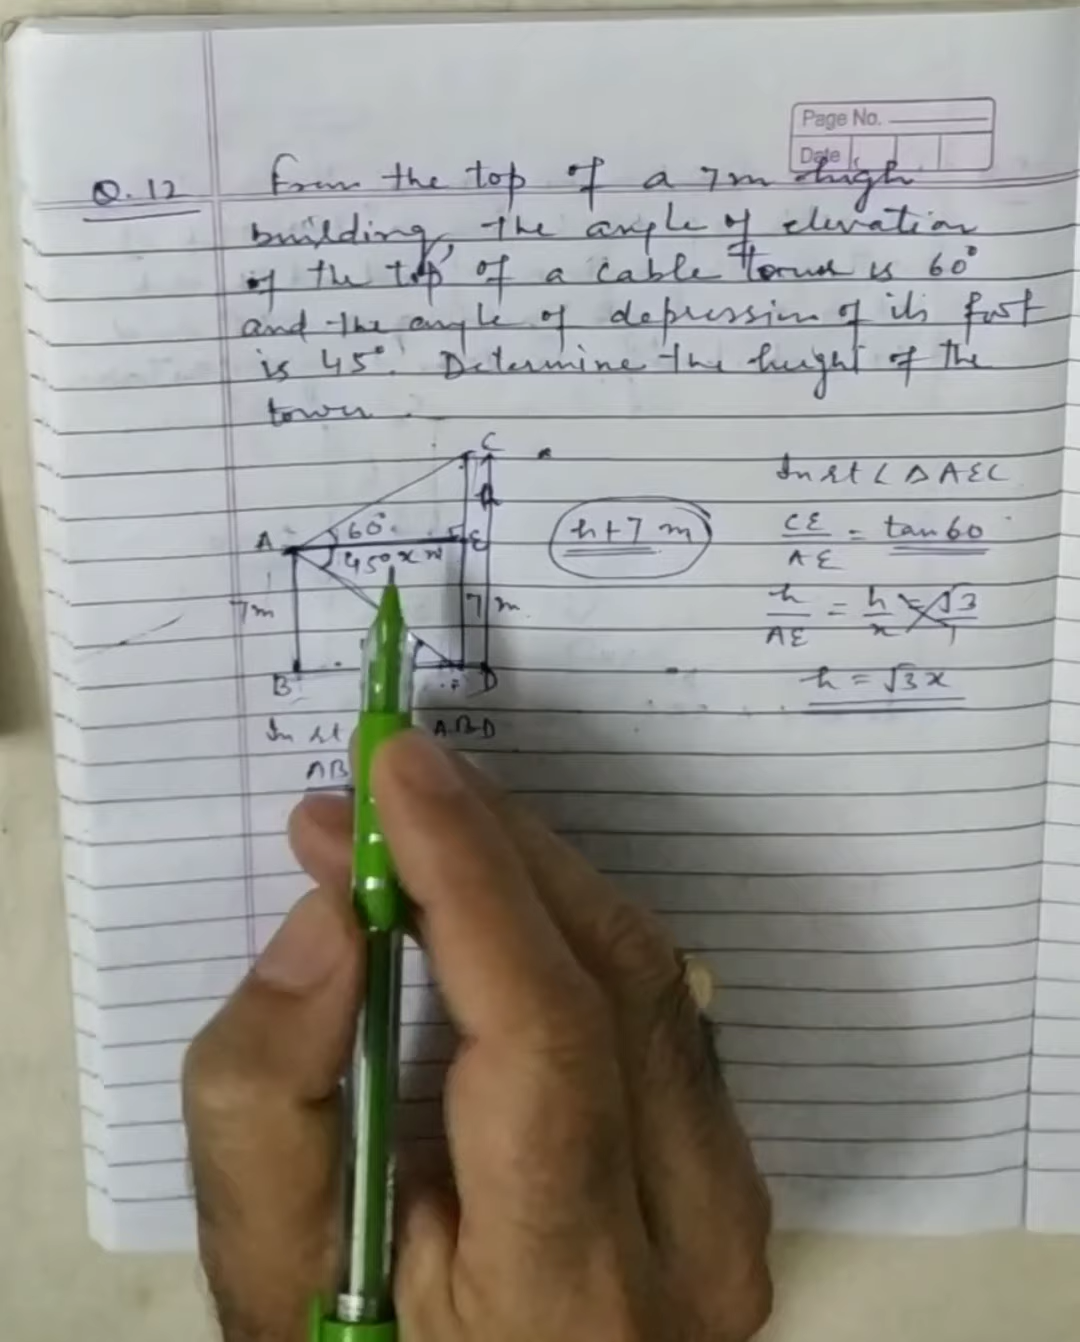 Page No.
Date
Q.12 From the top of a 7m high
building, the angle of elevation
of the top of a cable tower is 60°
and the angle of depression of its foot
is 45°. Determine the height of the
tower.
C
A 60° E
45° x m
7m 7 m
B D
h+7 m
In rt ∠ △ AEC
CE/AE = tan 60
h/AE = h/x = √3/1
h = √3x
In rt ABD
AB